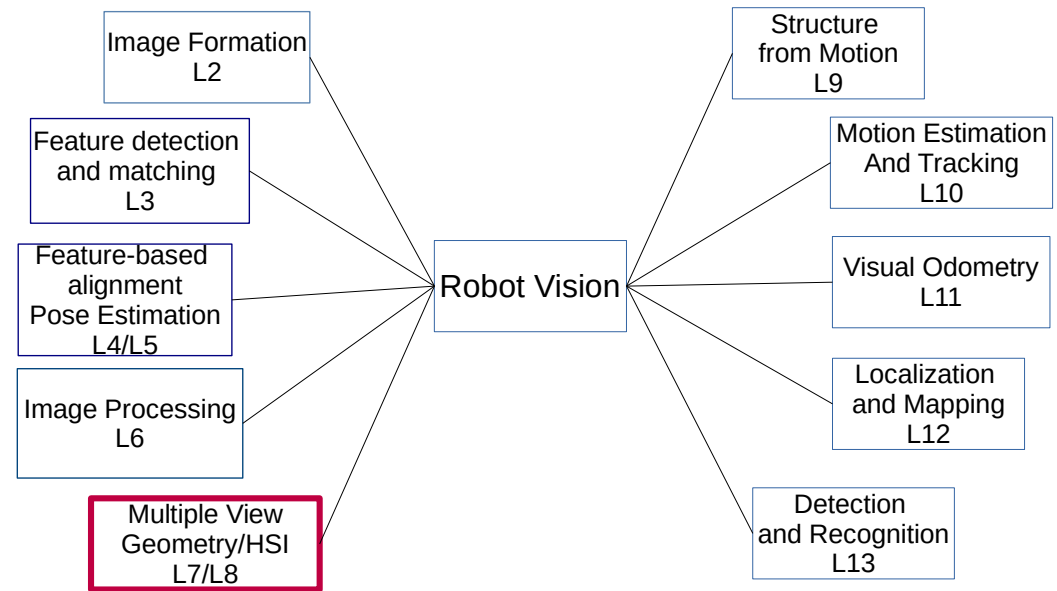 Image Formation
L2
Feature detection
and matching
L3
Feature-based
alignment
Pose Estimation
L4/L5
Image Processing
L6
Multiple View
Geometry/HSI
L7/L8
Robot Vision
Structure
from Motion
L9
Motion Estimation
And Tracking
L10
Visual Odometry
L11
Localization
and Mapping
L12
Detection
and Recognition
L13